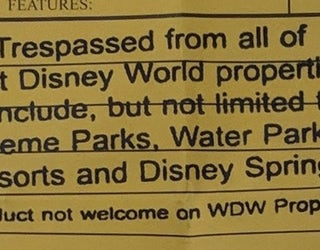 FEATURES:
Trespassed from all of
t Disney World properti
nclude, but not limited t
eme Parks, Water Park
sorts and Disney Spring
duct not welcome on WDW Prop